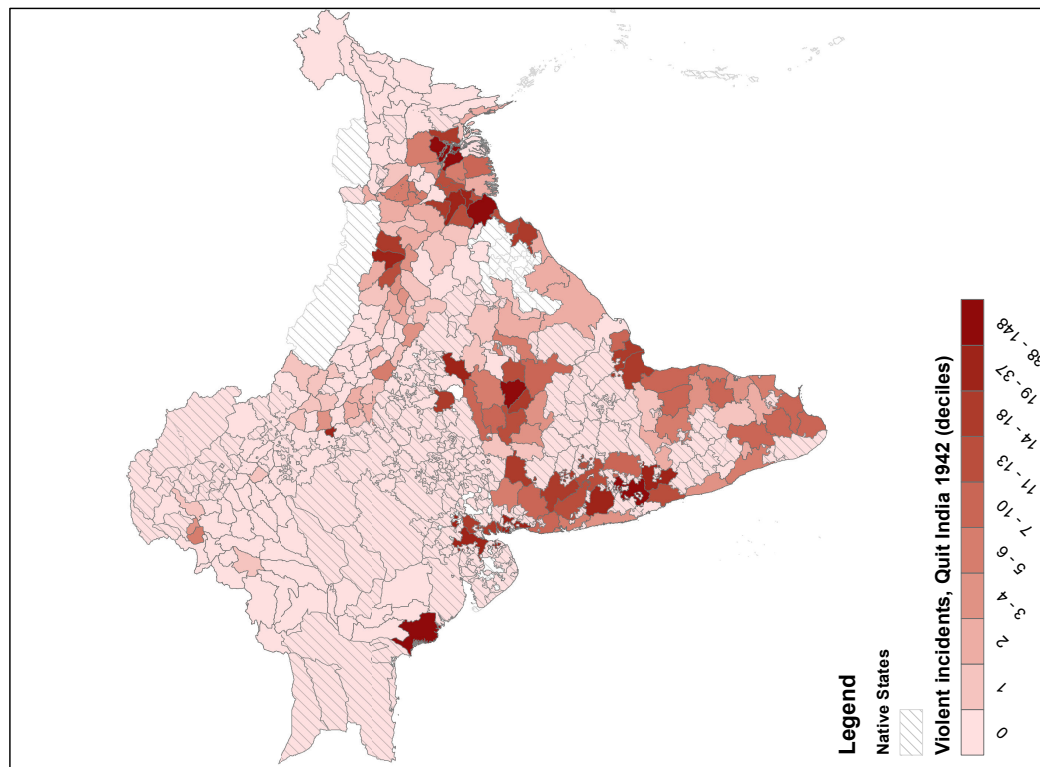 Legend
Native States
Violent incidents, Quit India 1942 (deciles)
0
1
2
3 - 4
5 - 6
7 - 10
11 - 13
14 - 18
19 - 37
38 - 148